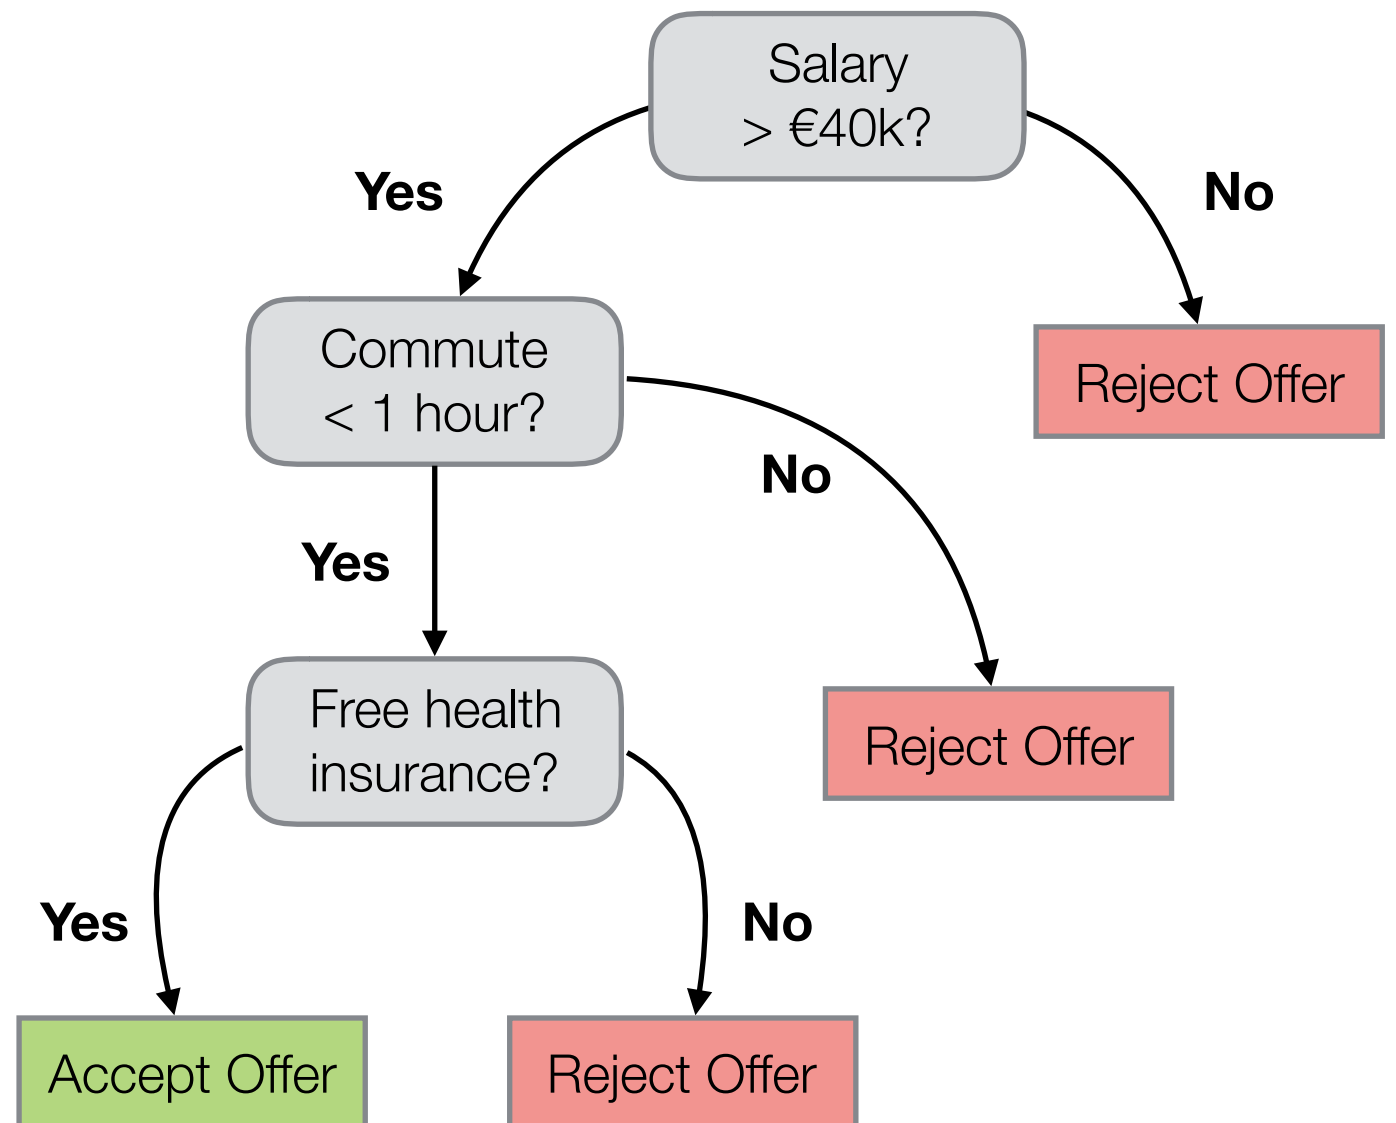 Salary
> €40k?
Yes
No
Commute
< 1 hour?
Reject Offer
No
Yes
Free health
insurance?
Reject Offer
Yes
No
Accept Offer
Reject Offer